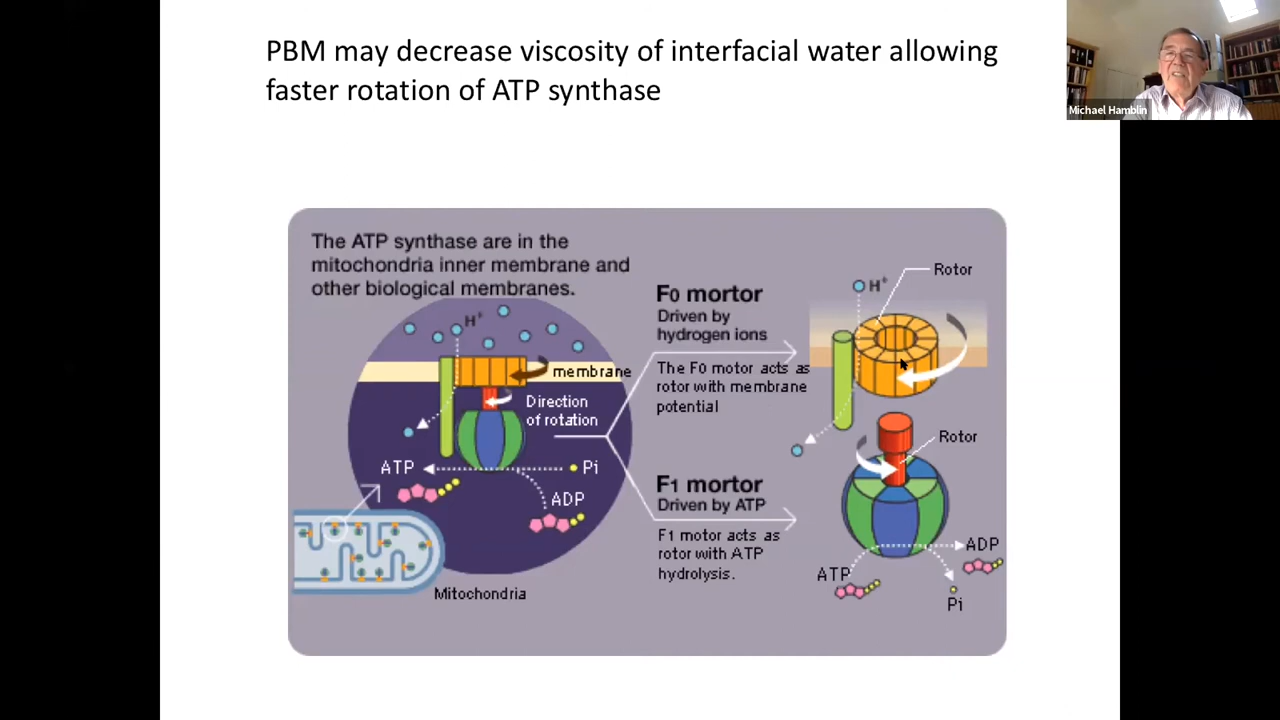 PBM may decrease viscosity of interfacial water allowing
faster rotation of ATP synthase
Michael Hamblin
The ATP synthase are in the
mitochondria inner membrane and
other biological membranes.
H+
membrane
Direction
of rotation
ATP
Pi
ADP
Mitochondria
F0 mortor
Driven by
hydrogen ions
The F0 motor acts as
rotor with membrane
potential
H+
Rotor
F1 mortor
Driven by ATP
F1 motor acts as
rotor with ATP
hydrolysis.
Rotor
ATP
ADP
Pi